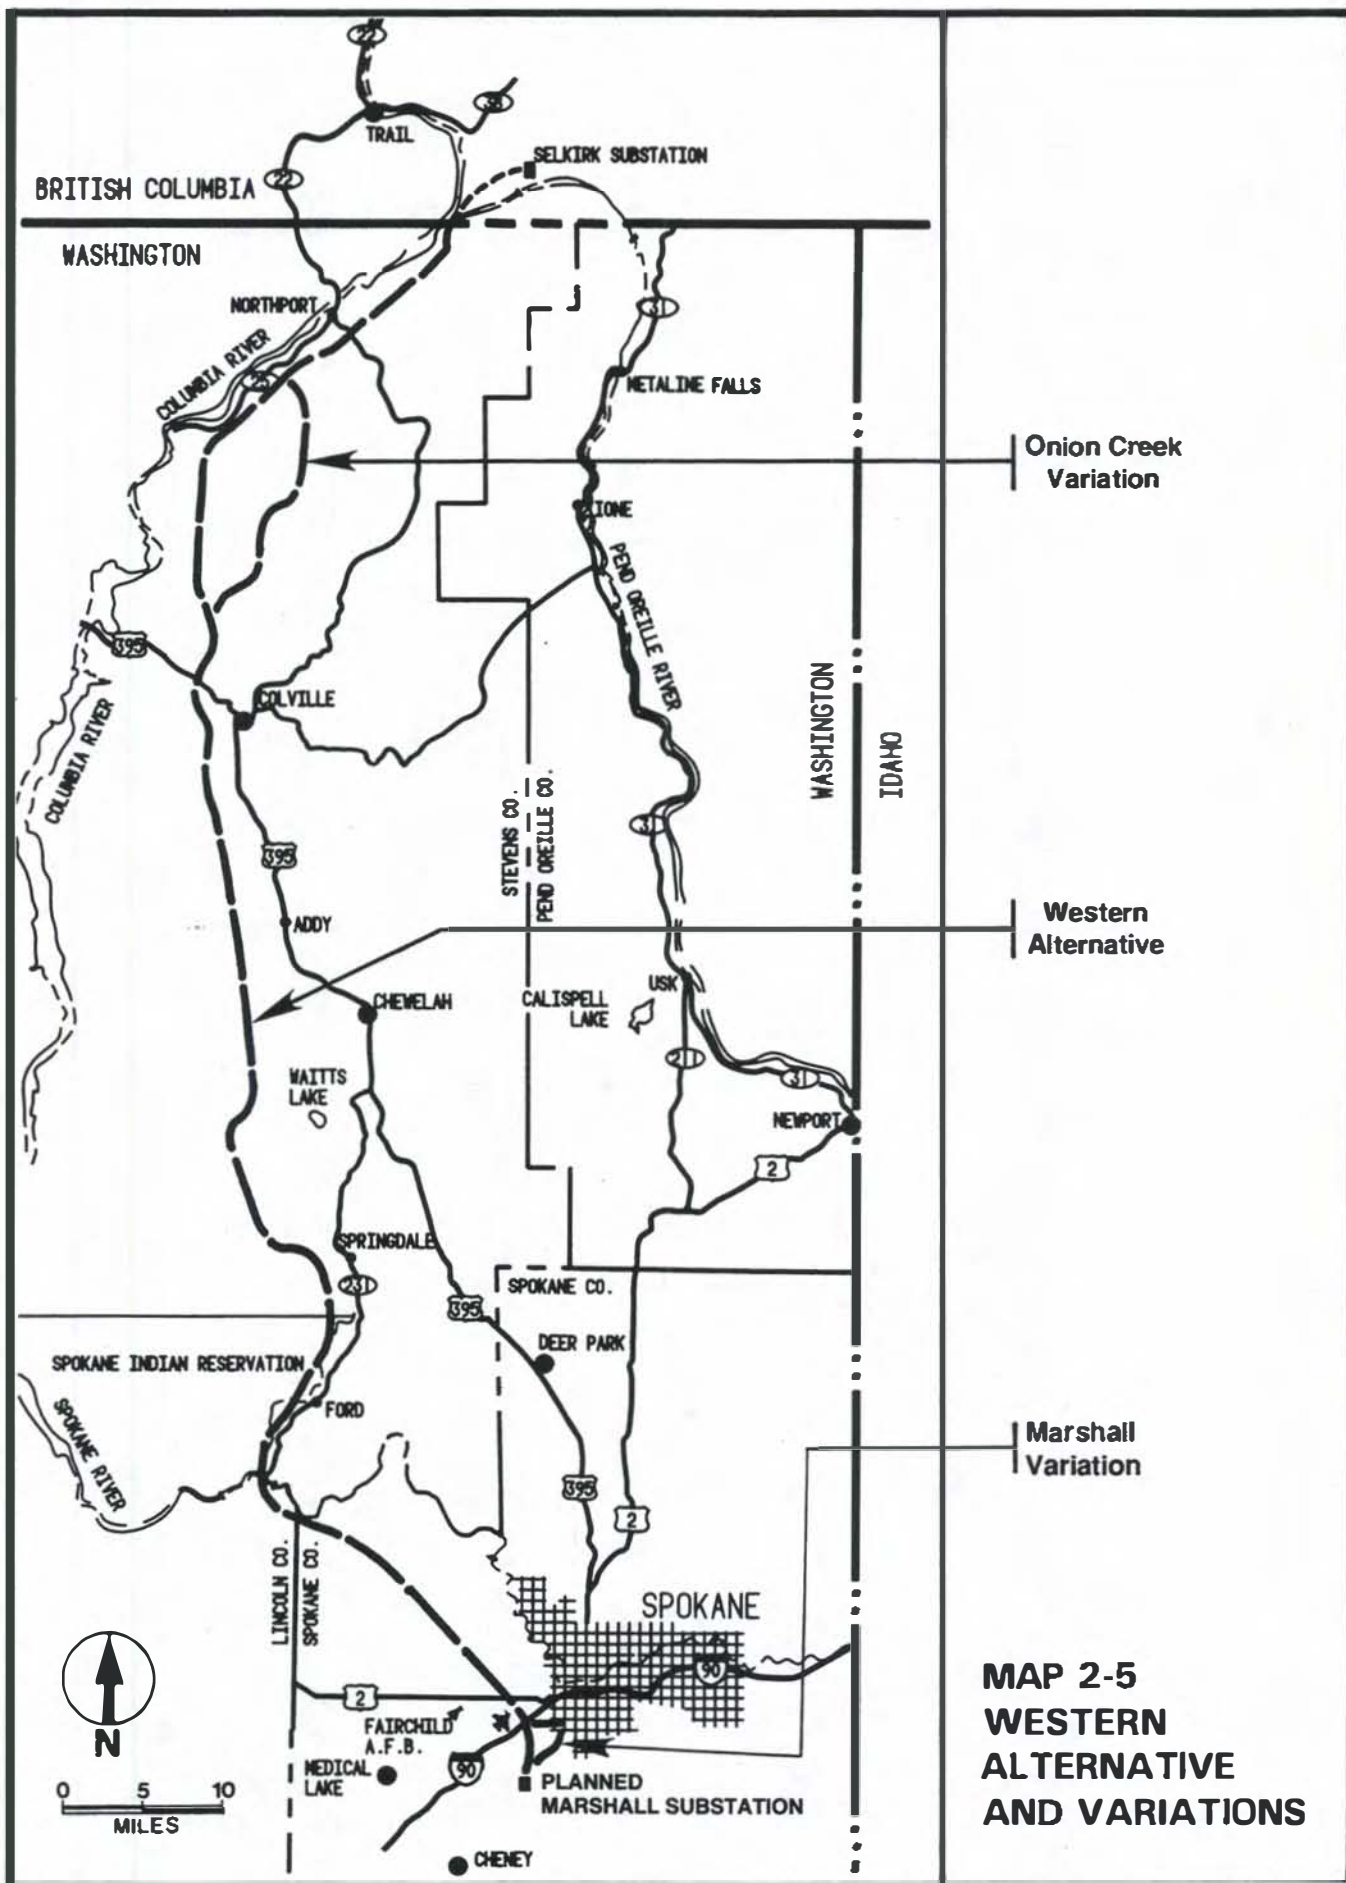 22
38
TRAIL
SELKIRK SUBSTATION
22
BRITISH COLUMBIA
WASHINGTON
NORTHPORT
31
COLUMBIA RIVER
25
METALINE FALLS
Onion Creek
Variation
IONE
PEND OREILLE RIVER
395
COLVILLE
WASHINGTON
IDAHO
COLUMBIA RIVER
STEVENS CO.
PEND OREILLE CO.
31
395
ADDY
Western
Alternative
USK
CHEWELAH
CALISPELL
LAKE
211
WAITTS
LAKE
31
NEWPORT
2
SPRINGDALE
231
SPOKANE CO.
395
DEER PARK
SPOKANE INDIAN RESERVATION
FORD
SPOKANE RIVER
Marshall
Variation
395
2
LINCOLN CO.
SPOKANE CO.
SPOKANE
90
2
FAIRCHILD
A.F.B.
MEDICAL
LAKE
90
PLANNED
MARSHALL SUBSTATION
CHENEY
N
0 5 10
MILES
MAP 2-5
WESTERN
ALTERNATIVE
AND VARIATIONS